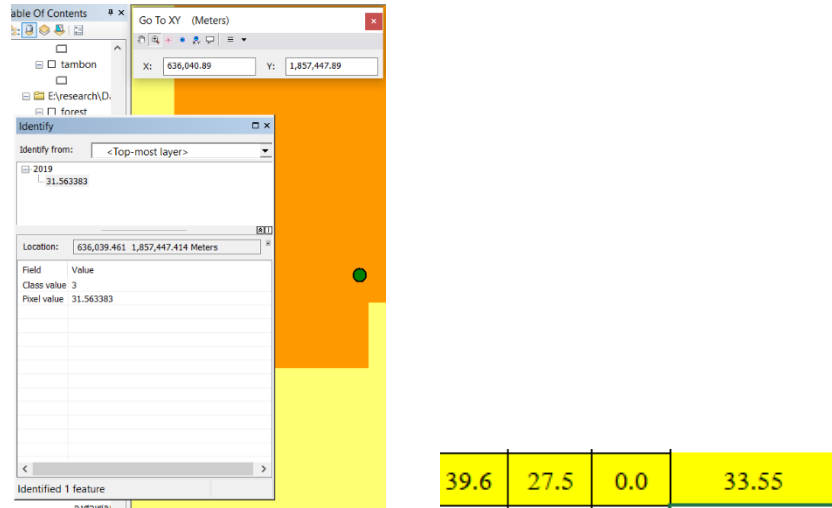 able Of Contents
Go To XY (Meters)
tambon
X: 636,040.89 Y: 1,857,447.89
E:\research\D
forest
Identify
Identify from: <Top-most layer>
2019
31.563383
Location: 636,039.461 1,857,447.414 Meters
Field Value
Class value 3
Pixel value 31.563383
Identified 1 feature
39.6 27.5 0.0 33.55